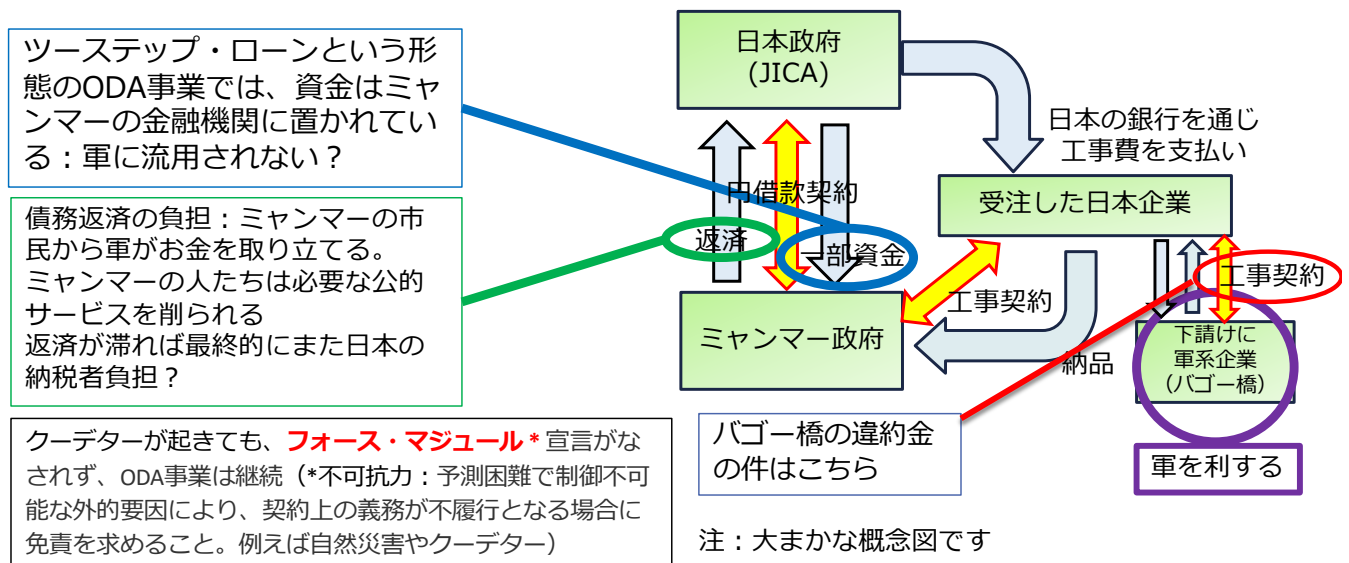 ツーステップ・ローンという形
態のODA事業では、資金はミャ
ンマーの金融機関に置かれてい
る：軍に流用されない？
債務返済の負担：ミャンマーの市
民から軍がお金を取り立てる。
ミャンマーの人たちは必要な公的
サービスを削られる
返済が滞れば最終的にまた日本の
納税者負担？
クーデターが起きても、フォース・マジュール*宣言がな
されず、ODA事業は継続（*不可抗力：予測困難で制御不可
能な外的要因により、契約上の義務が不履行となる場合に
免責を求めること。例えば自然災害やクーデター）
日本政府
(JICA)
日本の銀行を通じ
工事費を支払い
円借款契約
受注した日本企業
返済
一部資金
工事契約
工事契約
ミャンマー政府
納品
下請けに
軍系企業
（バゴー橋）
バゴー橋の違約金
の件はこちら
軍を利する
注：大まかな概念図です